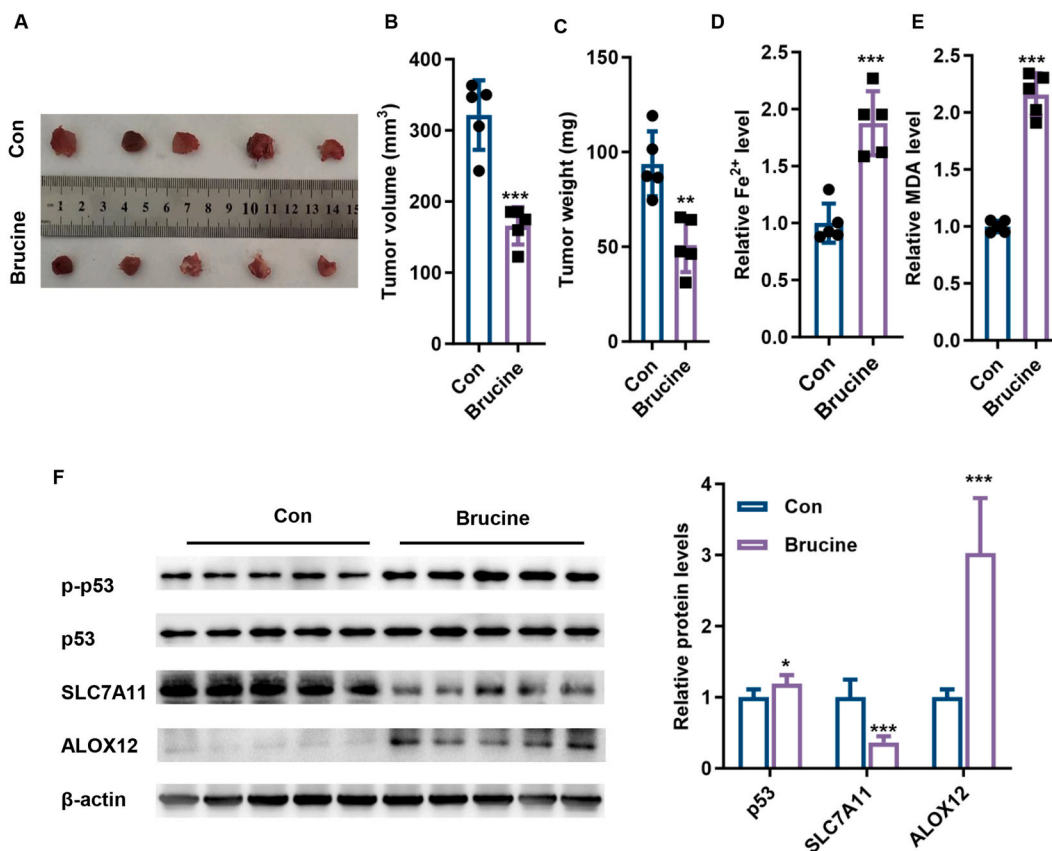 A
Con
Brucine
cm 1 2 3 4 5 6 7 8 9 10 11 12 13 14 15
B
Tumor volume (mm³)
400
300
200
100
0
***
Con
Brucine
C
Tumor weight (mg)
150
100
50
0
**
Con
Brucine
D
Relative Fe²⁺ level
2.5
2.0
1.5
1.0
0.5
0.0
***
Con
Brucine
E
Relative MDA level
2.5
2.0
1.5
1.0
0.5
0.0
***
Con
Brucine
F
Con
Brucine
p-p53
p53
SLC7A11
ALOX12
β-actin
Relative protein levels
4
3
2
1
0
Con
Brucine
*
***
***
p53
SLC7A11
ALOX12